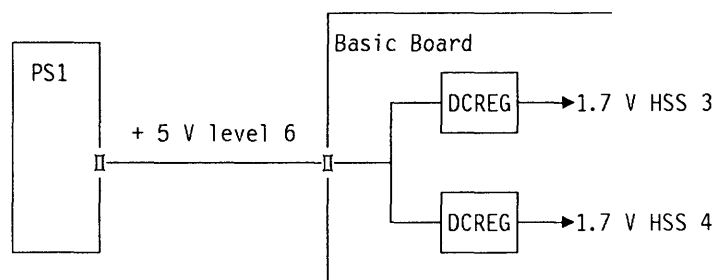 Basic Board
PS1
DCREG
1.7 V HSS 3
+ 5 V level 6
DCREG
1.7 V HSS 4